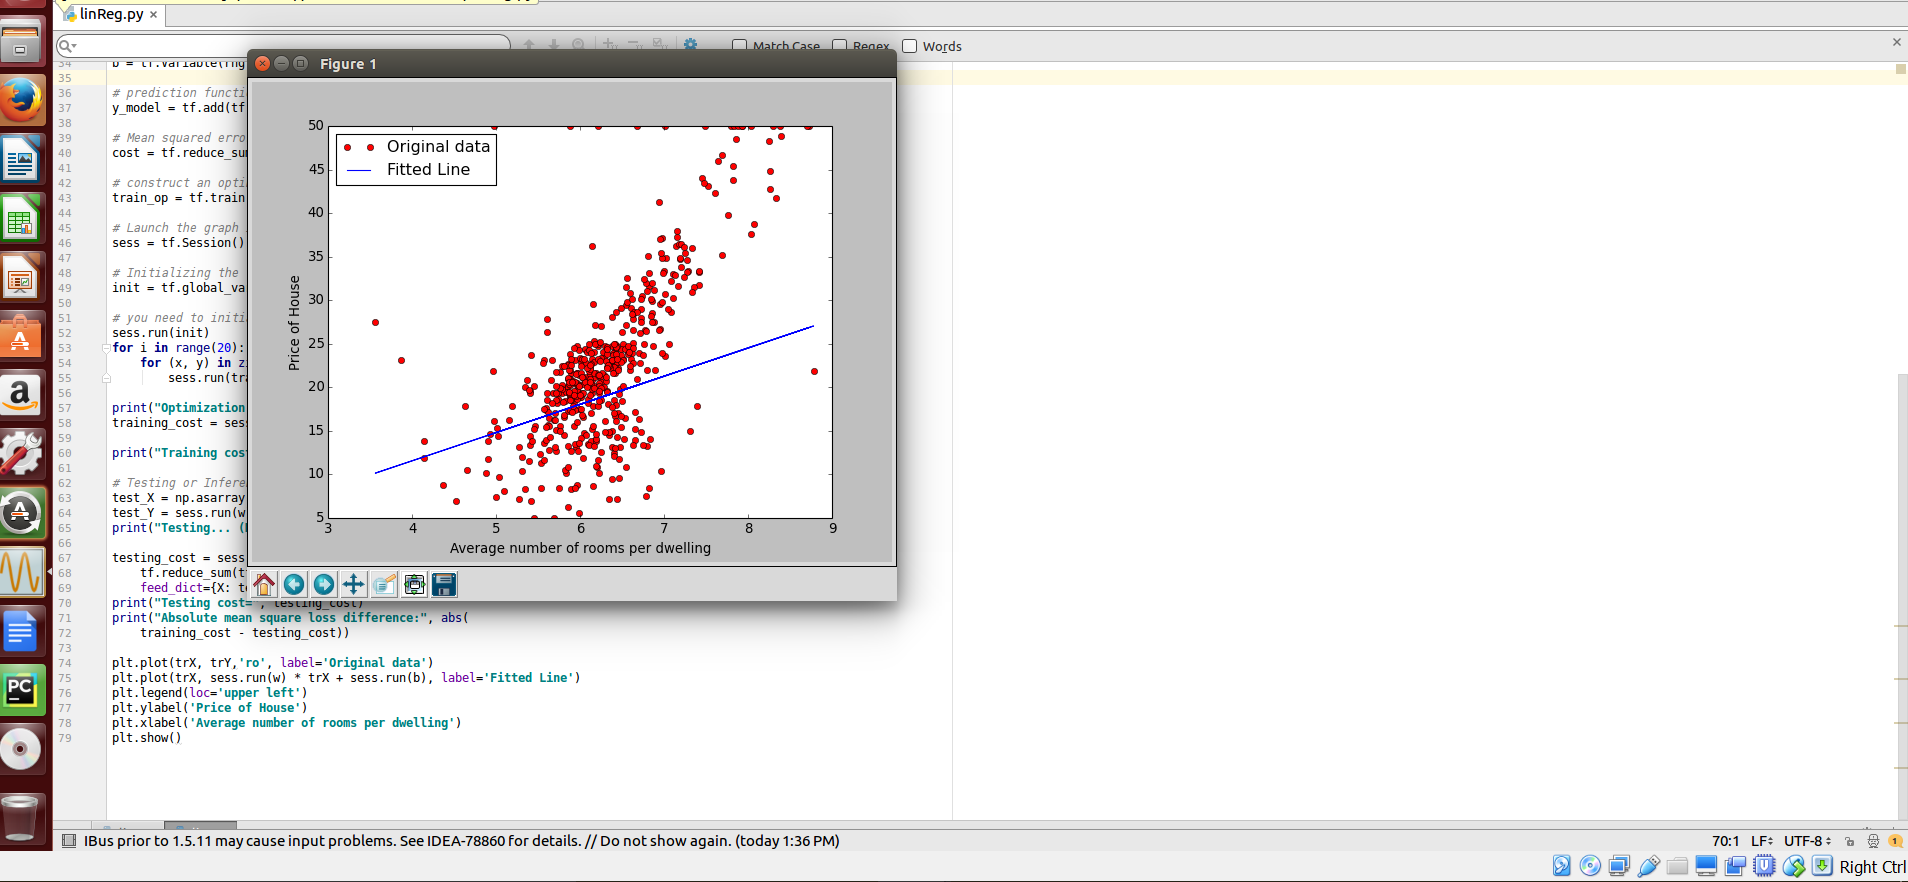 linReg.py ×
Match Case Regex Words
Figure 1
34 b = tf.Variable(rng
35
36 # prediction functi
37 y_model = tf.add(tf
38
39 # Mean squared erro
40 cost = tf.reduce_su
41
42 # construct an opti
43 train_op = tf.train
44
45 # Launch the graph
46 sess = tf.Session()
47
48 # Initializing the
49 init = tf.global_va
50
51 # you need to initi
52 sess.run(init)
53 for i in range(20):
54 for (x, y) in zi
55 sess.run(tra
56
57 print("Optimization
58 training_cost = ses
59
60 print("Training cos
61
62 # Testing or Infere
63 test_X = np.asarray
64 test_Y = sess.run(w
65 print("Testing... (
66
67 testing_cost = sess
68 tf.reduce_sum(t
69 feed_dict={X: te
70 print("Testing cost=", testing_cost)
71 print("Absolute mean square loss difference:", abs(
72 training_cost - testing_cost))
73
74 plt.plot(trX, trY,'ro', label='Original data')
75 plt.plot(trX, sess.run(w) * trX + sess.run(b), label='Fitted Line')
76 plt.legend(loc='upper left')
77 plt.ylabel('Price of House')
78 plt.xlabel('Average number of rooms per dwelling')
79 plt.show()
Original data
Fitted Line
50
45
40
35
30
25
20
15
10
5
Price of House
3 4 5 6 7 8 9
Average number of rooms per dwelling
IBus prior to 1.5.11 may cause input problems. See IDEA-78860 for details. // Do not show again. (today 1:36 PM)
70:1 LF UTF-8 1
Right Ctrl
PC